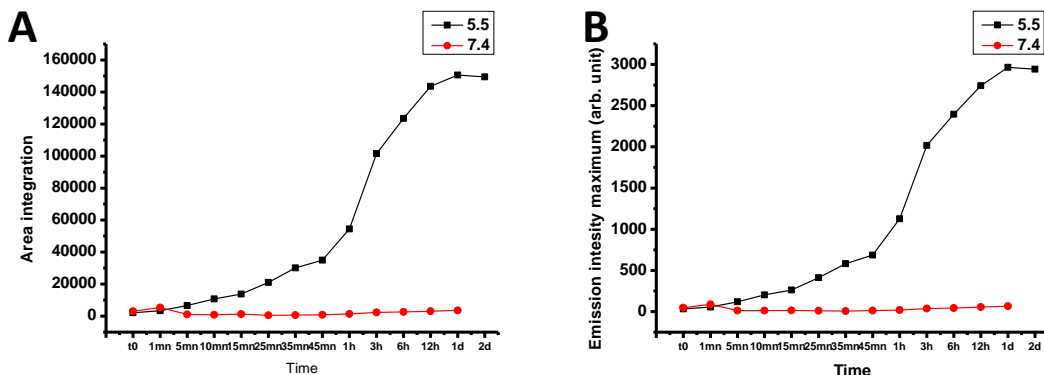 A
5.5
7.4
Area integration
160000
140000
120000
100000
80000
60000
40000
20000
0
t0 1mn 5mn 10mn 15mn 25mn 35mn 45mn 1h 3h 6h 12h 1d 2d
Time
B
5.5
7.4
Emission intesity maximum (arb. unit)
3000
2500
2000
1500
1000
500
0
t0 1mn 5mn 10mn 15mn 25mn 35mn 45mn 1h 3h 6h 12h 1d 2d
Time